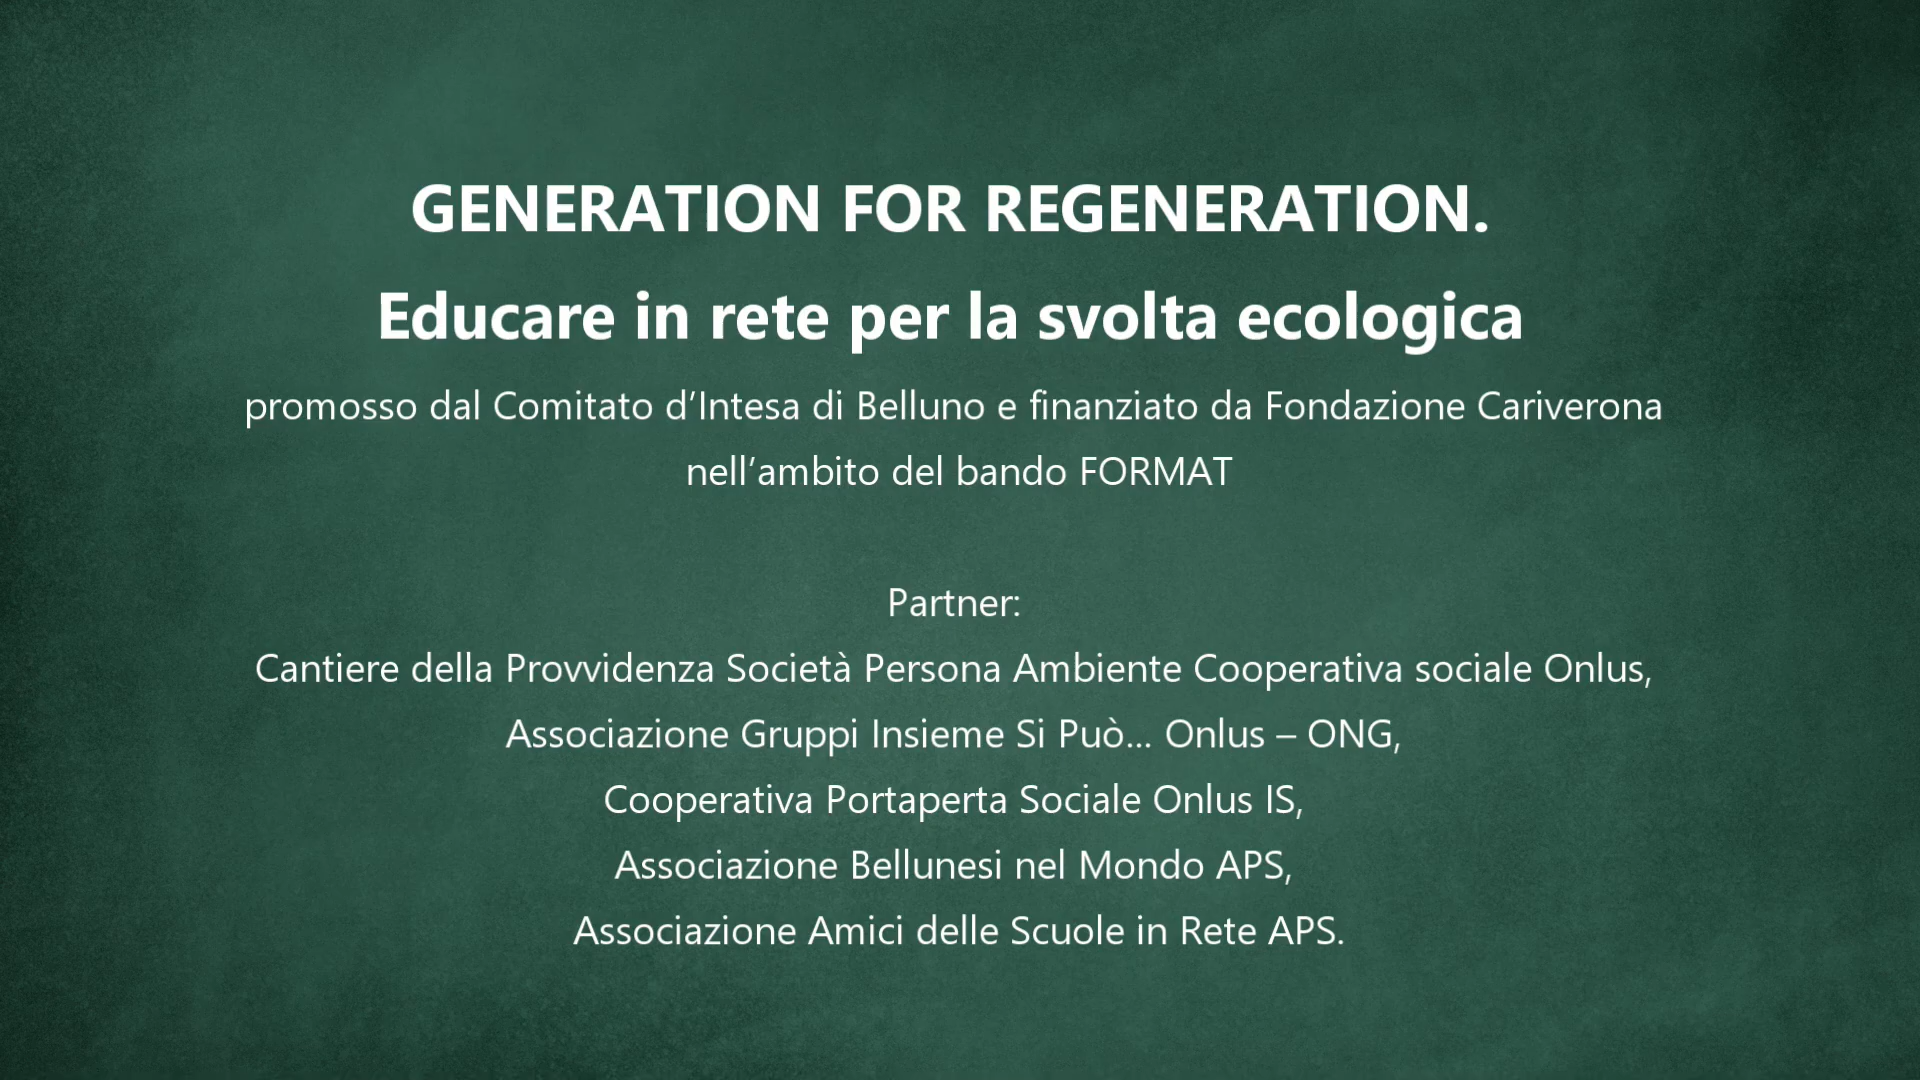 GENERATION FOR REGENERATION.
Educare in rete per la svolta ecologica
promosso dal Comitato d’Intesa di Belluno e finanziato da Fondazione Cariverona
nell’ambito del bando FORMAT
Partner:
Cantiere della Provvidenza Società Persona Ambiente Cooperativa sociale Onlus,
Associazione Gruppi Insieme Si Può... Onlus – ONG,
Cooperativa Portaperta Sociale Onlus IS,
Associazione Bellunesi nel Mondo APS,
Associazione Amici delle Scuole in Rete APS.